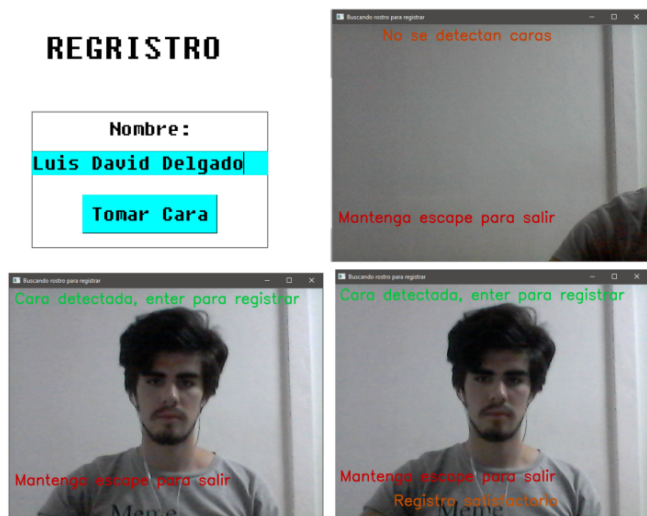 REGRISTRO
Nombre:
Luis David Delgado
Tomar Cara
Buscando rostro para registrar
No se detectan caras
Mantenga escape para salir
Buscando rostro para registrar
Cara detectada, enter para registrar
Mantenga escape para salir
Meme
Buscando rostro para registrar
Cara detectada, enter para registrar
Mantenga escape para salir
Registro satisfactorio
Meme